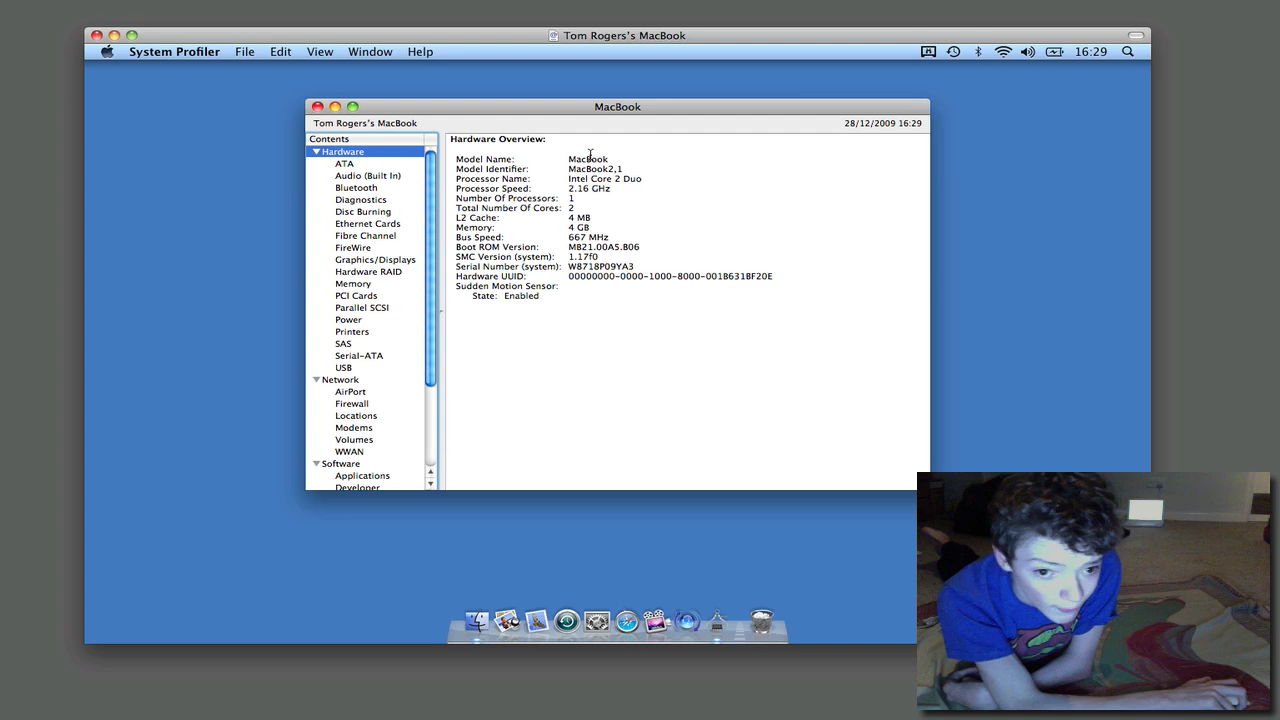 Tom Rogers's MacBook
System Profiler File Edit View Window Help 16:29
MacBook
Tom Rogers's MacBook 28/12/2009 16:29
Contents
Hardware
ATA
Audio (Built In)
Bluetooth
Diagnostics
Disc Burning
Ethernet Cards
Fibre Channel
FireWire
Graphics/Displays
Hardware RAID
Memory
PCI Cards
Parallel SCSI
Power
Printers
SAS
Serial-ATA
USB
Network
AirPort
Firewall
Locations
Modems
Volumes
WWAN
Software
Applications
Developer
Hardware Overview:
Model Name: MacBook
Model Identifier: MacBook2,1
Processor Name: Intel Core 2 Duo
Processor Speed: 2.16 GHz
Number Of Processors: 1
Total Number Of Cores: 2
L2 Cache: 4 MB
Memory: 4 GB
Bus Speed: 667 MHz
Boot ROM Version: MB21.00A5.B06
SMC Version (system): 1.17f0
Serial Number (system): W8718P09YA3
Hardware UUID: 00000000-0000-1000-8000-001B631BF20E
Sudden Motion Sensor:
State: Enabled